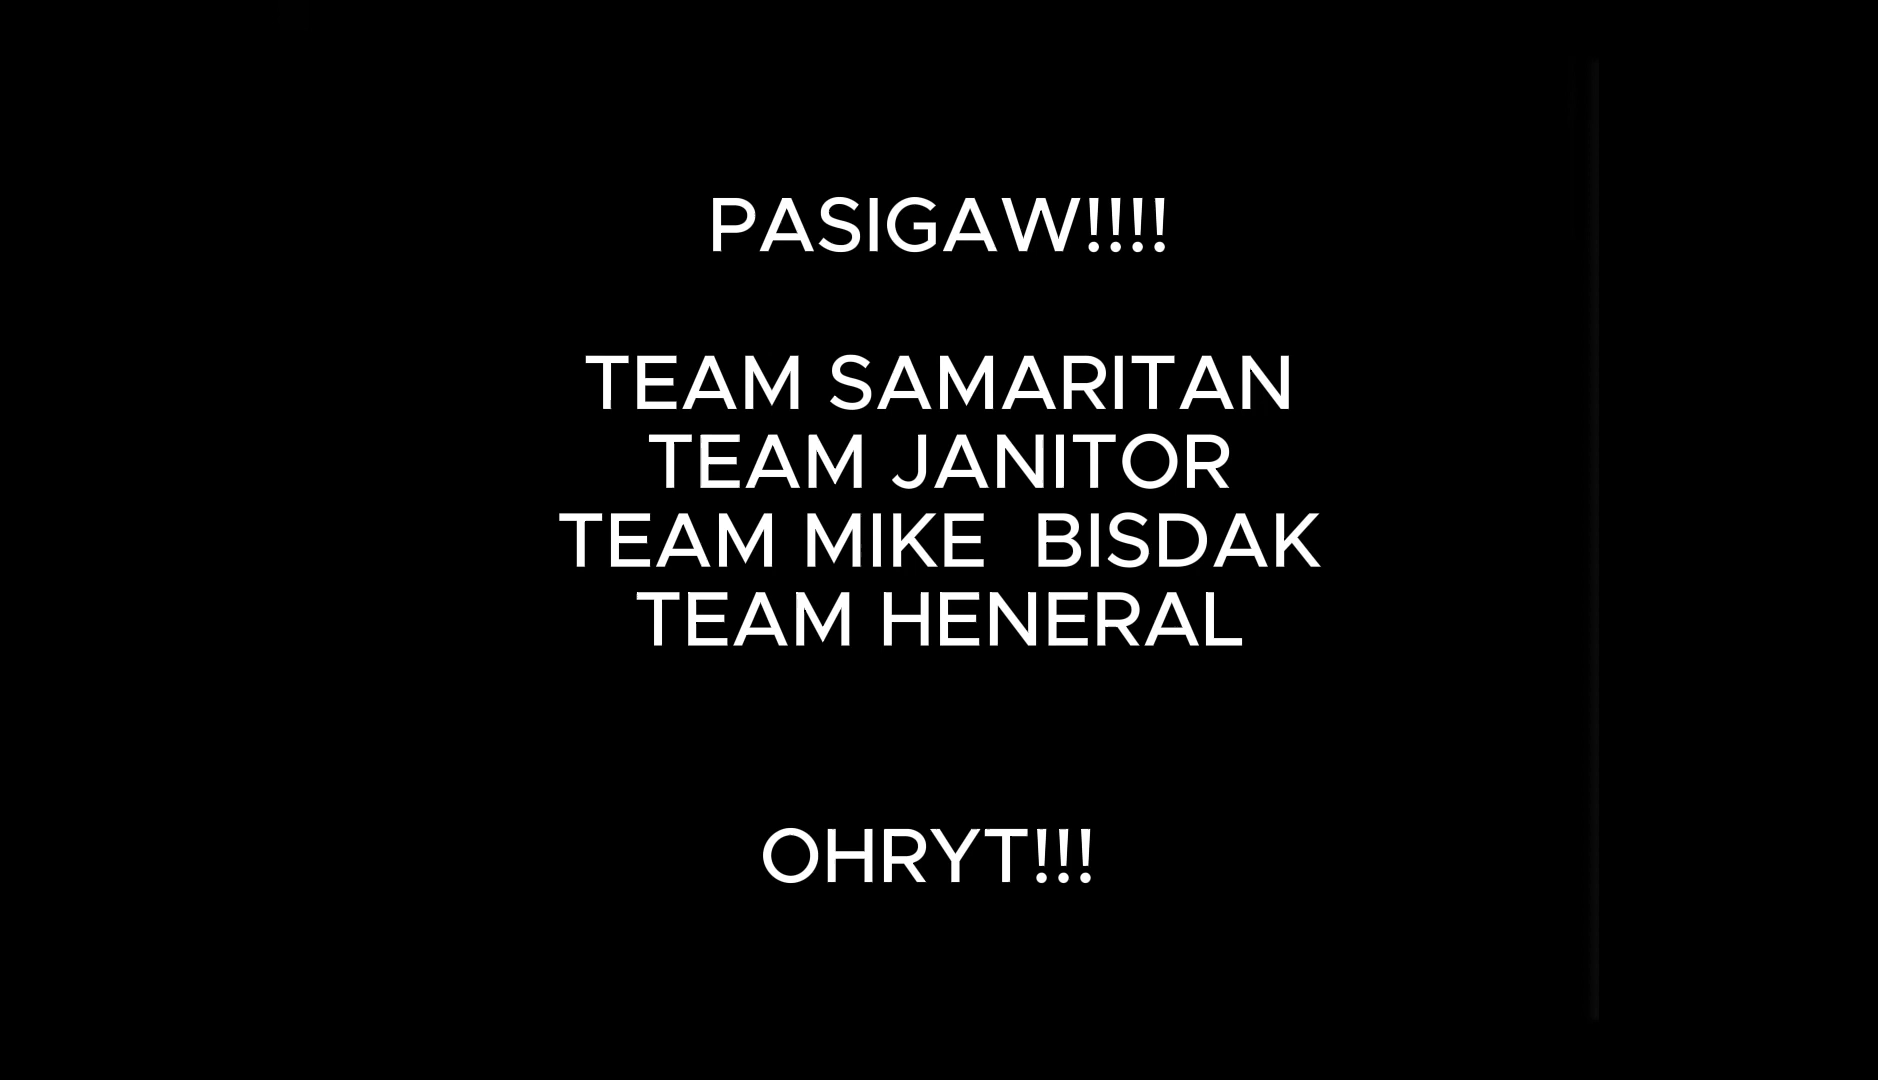 PASIGAW!!!!
TEAM SAMARITAN
TEAM JANITOR
TEAM MIKE  BISDAK
TEAM HENERAL
OHRYT!!!